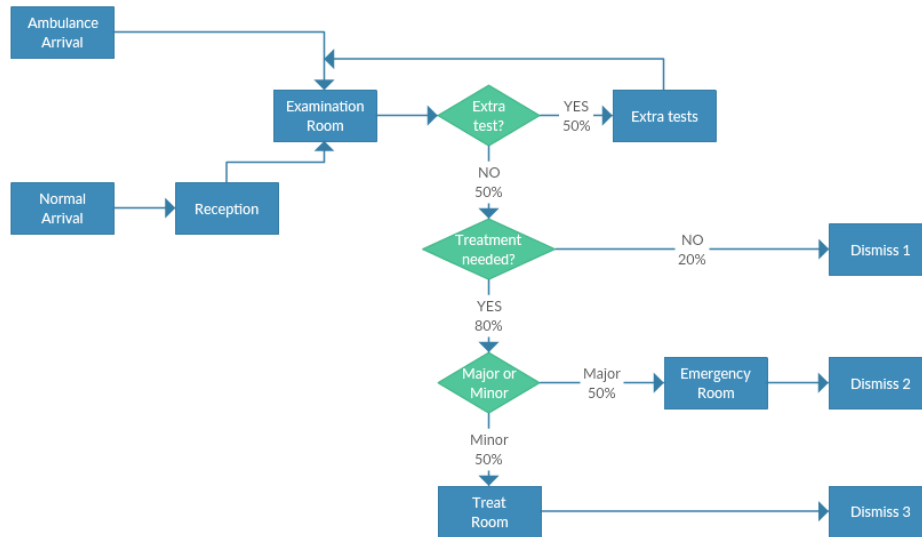 Ambulance
Arrival
Examination
Room
Extra
test?
YES
50%
Extra tests
Normal
Arrival
Reception
NO
50%
Treatment
needed?
NO
20%
Dismiss 1
YES
80%
Major or
Minor
Major
50%
Emergency
Room
Dismiss 2
Minor
50%
Treat
Room
Dismiss 3